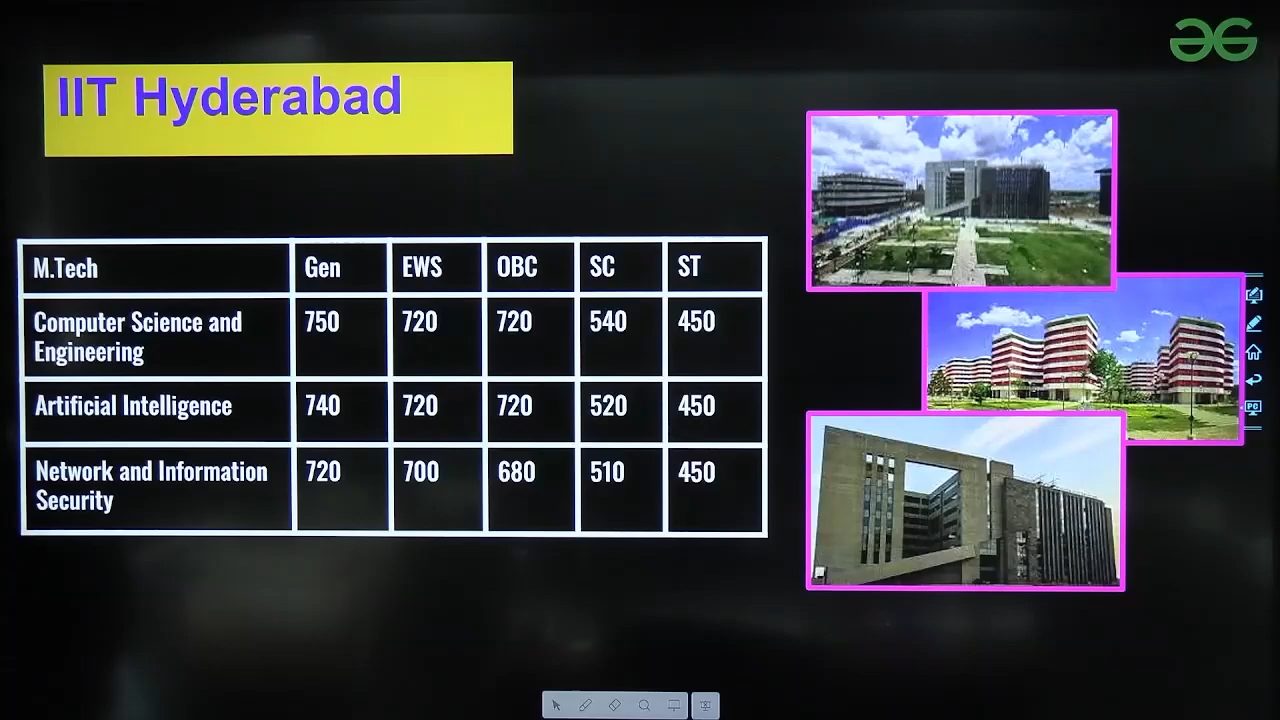 IIT Hyderabad
M.Tech Gen EWS OBC SC ST
Computer Science and
Engineering 750 720 720 540 450
Artificial Intelligence 740 720 720 520 450
Network and Information
Security 720 700 680 510 450
PC